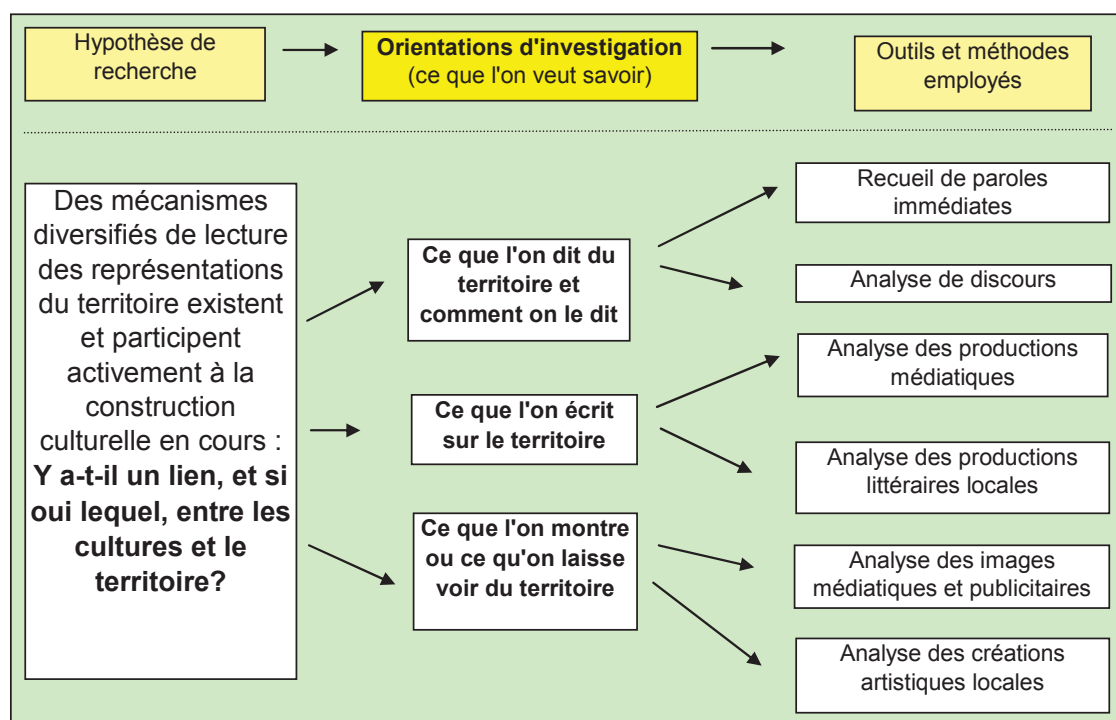 Hypothèse de
recherche
Orientations d'investigation
(ce que l'on veut savoir)
Outils et méthodes
employés
Des mécanismes
diversifiés de lecture
des représentations
du territoire existent
et participent
activement à la
construction
culturelle en cours :
Y a-t-il un lien, et si
oui lequel, entre les
cultures et le
territoire?
Ce que l'on dit du
territoire et
comment on le dit
Ce que l'on écrit
sur le territoire
Ce que l'on montre
ou ce qu'on laisse
voir du territoire
Recueil de paroles
immédiates
Analyse de discours
Analyse des productions
médiatiques
Analyse des productions
littéraires locales
Analyse des images
médiatiques et publicitaires
Analyse des créations
artistiques locales